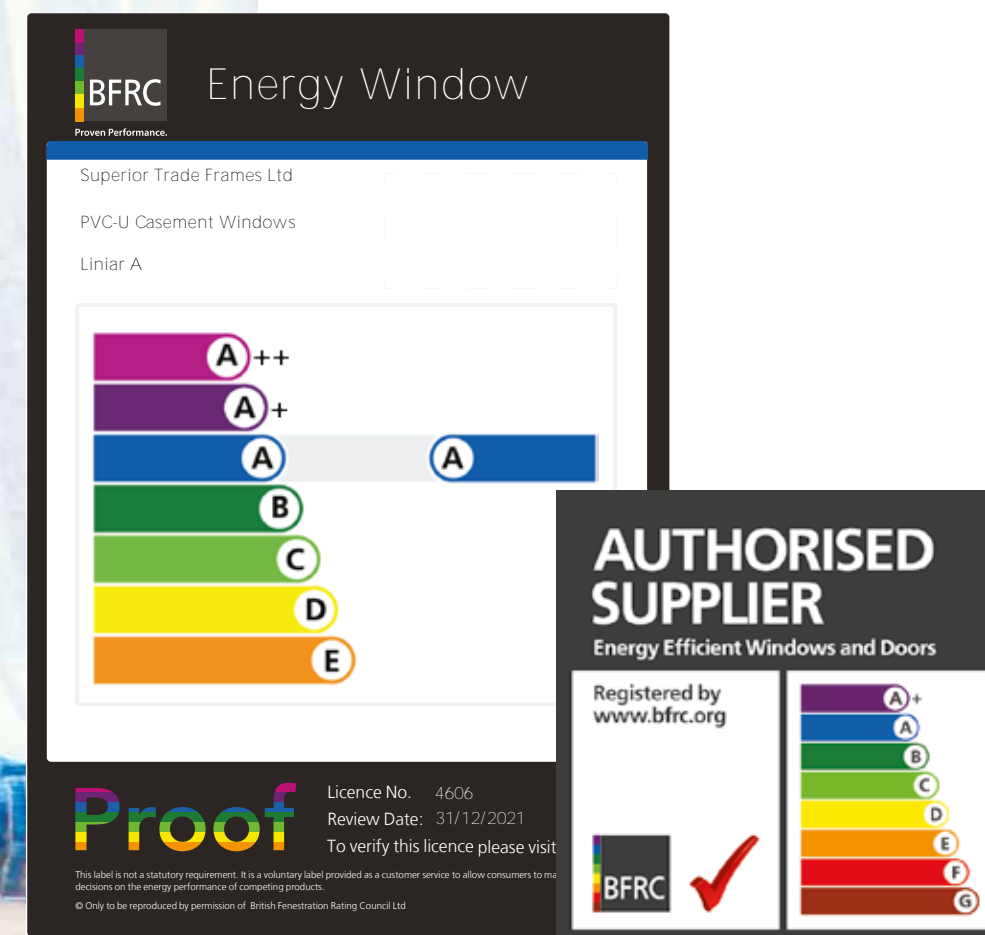 BFRC
Proven Performance.
Energy Window
Superior Trade Frames Ltd
PVC-U Casement Windows
Liniar A
A++
A+
A A
B
C
D
E
Proof
Licence No. 4606
Review Date: 31/12/2021
To verify this licence please visit
This label is not a statutory requirement. It is a voluntary label provided as a customer service to allow consumers to
decisions on the energy performance of competing products.
© Only to be reproduced by permission of British Fenestration Rating Council Ltd
AUTHORISED
SUPPLIER
Energy Efficient Windows and Doors
Registered by
www.bfrc.org
BFRC
A+
A
B
C
D
E
F
G